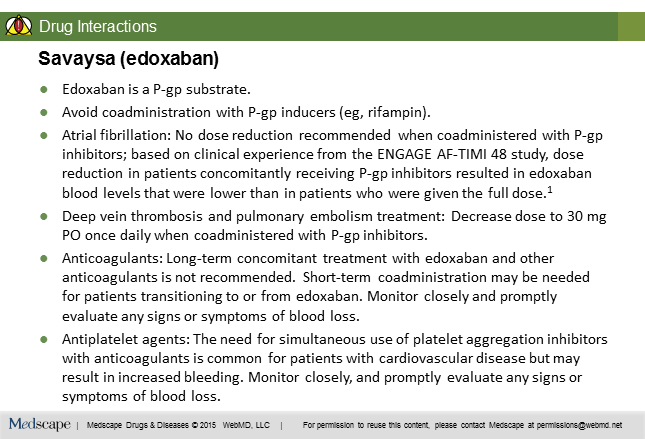 Drug Interactions
Savaysa (edoxaban)
● Edoxaban is a P-gp substrate.
● Avoid coadministration with P-gp inducers (eg, rifampin).
● Atrial fibrillation: No dose reduction recommended when coadministered with P-gp
inhibitors; based on clinical experience from the ENGAGE AF-TIMI 48 study, dose
reduction in patients concomitantly receiving P-gp inhibitors resulted in edoxaban
blood levels that were lower than in patients who were given the full dose.¹
● Deep vein thrombosis and pulmonary embolism treatment: Decrease dose to 30 mg
PO once daily when coadministered with P-gp inhibitors.
● Anticoagulants: Long-term concomitant treatment with edoxaban and other
anticoagulants is not recommended. Short-term coadministration may be needed
for patients transitioning to or from edoxaban. Monitor closely and promptly
evaluate any signs or symptoms of blood loss.
● Antiplatelet agents: The need for simultaneous use of platelet aggregation inhibitors
with anticoagulants is common for patients with cardiovascular disease but may
result in increased bleeding. Monitor closely, and promptly evaluate any signs or
symptoms of blood loss.
Medscape | Medscape Drugs & Diseases © 2015 WebMD, LLC | For permission to reuse this content, please contact Medscape at permissions@webmd.net